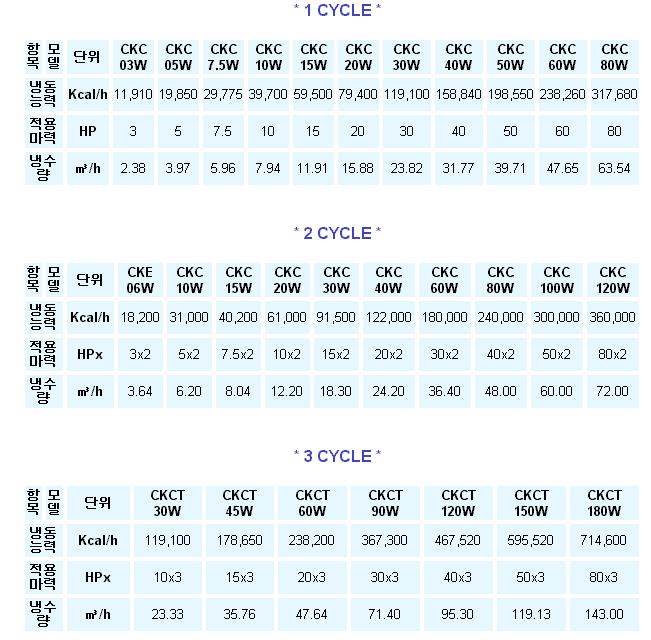 * 1 CYCLE *
항 모 단위 CKC CKC CKC CKC CKC CKC CKC CKC CKC CKC CKC
목 델 03W 05W 7.5W 10W 15W 20W 30W 40W 50W 60W 80W
냉동
능력 Kcal/h 11,910 19,850 29,775 39,700 59,500 79,400 119,100 158,840 198,550 238,260 317,680
적용
마력 HP 3 5 7.5 10 15 20 30 40 50 60 80
냉수
량 m³/h 2.38 3.97 5.96 7.94 11.91 15.88 23.82 31.77 39.71 47.65 63.54
* 2 CYCLE *
항 모 단위 CKE CKC CKC CKC CKC CKC CKC CKC CKC CKC
목 델 06W 10W 15W 20W 30W 40W 60W 80W 100W 120W
냉동
능력 Kcal/h 18,200 31,000 40,200 61,000 91,500 122,000 180,000 240,000 300,000 360,000
적용
마력 HPx 3x2 5x2 7.5x2 10x2 15x2 20x2 30x2 40x2 50x2 80x2
냉수
량 m³/h 3.64 6.20 8.04 12.20 18.30 24.20 36.40 48.00 60.00 72.00
* 3 CYCLE *
항 모 단위 CKCT CKCT CKCT CKCT CKCT CKCT CKCT
목 델 30W 45W 60W 90W 120W 150W 180W
냉동
능력 Kcal/h 119,100 178,650 238,200 367,300 467,520 595,520 714,600
적용
마력 HPx 10x3 15x3 20x3 30x3 40x3 50x3 80x3
냉수
량 m³/h 23.33 35.76 47.64 71.40 95.30 119.13 143.00